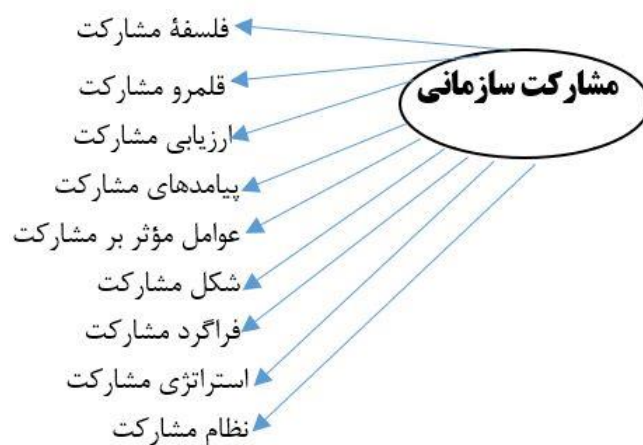 مشارکت سازمانی
فلسفهٔ مشارکت
قلمرو مشارکت
ارزیابی مشارکت
پیامدهای مشارکت
عوامل مؤثر بر مشارکت
شکل مشارکت
فراگرد مشارکت
استراتژی مشارکت
نظام مشارکت